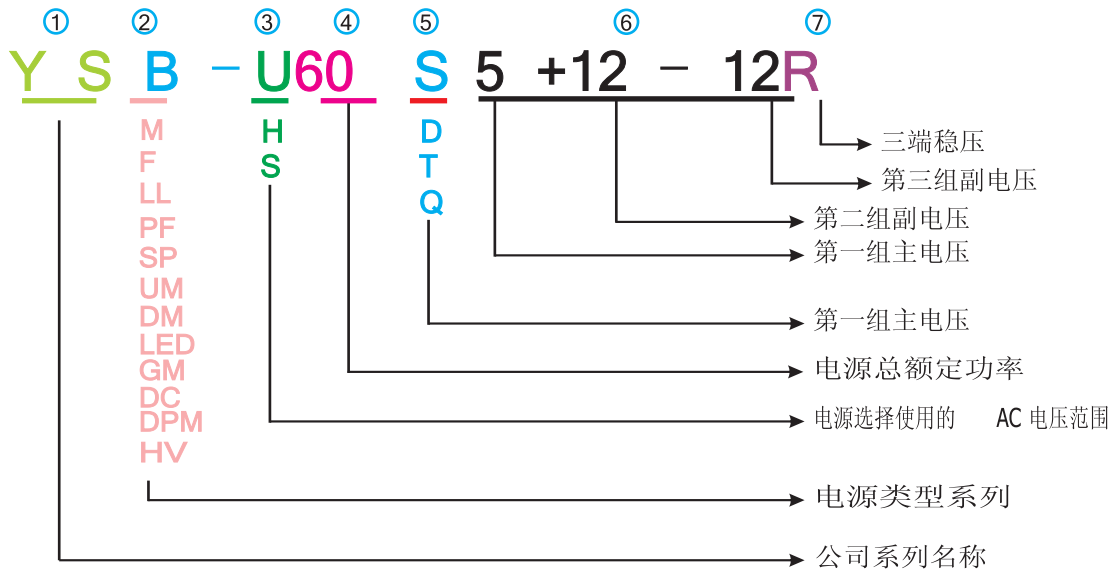 ① ② ③ ④ ⑤ ⑥ ⑦
Y S B - U60 S 5 +12 - 12R
M
F
LL
PF
SP
UM
DM
LED
GM
DC
DPM
HV
H
S
D
T
Q
三端稳压
第三组副电压
第二组副电压
第一组主电压
第一组主电压
电源总额定功率
电源选择使用的 AC 电压范围
电源类型系列
公司系列名称